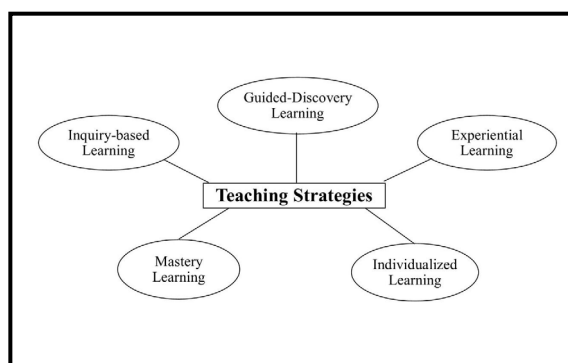 Guided-Discovery
Learning
Inquiry-based
Learning
Experiential
Learning
Teaching Strategies
Mastery
Learning
Individualized
Learning